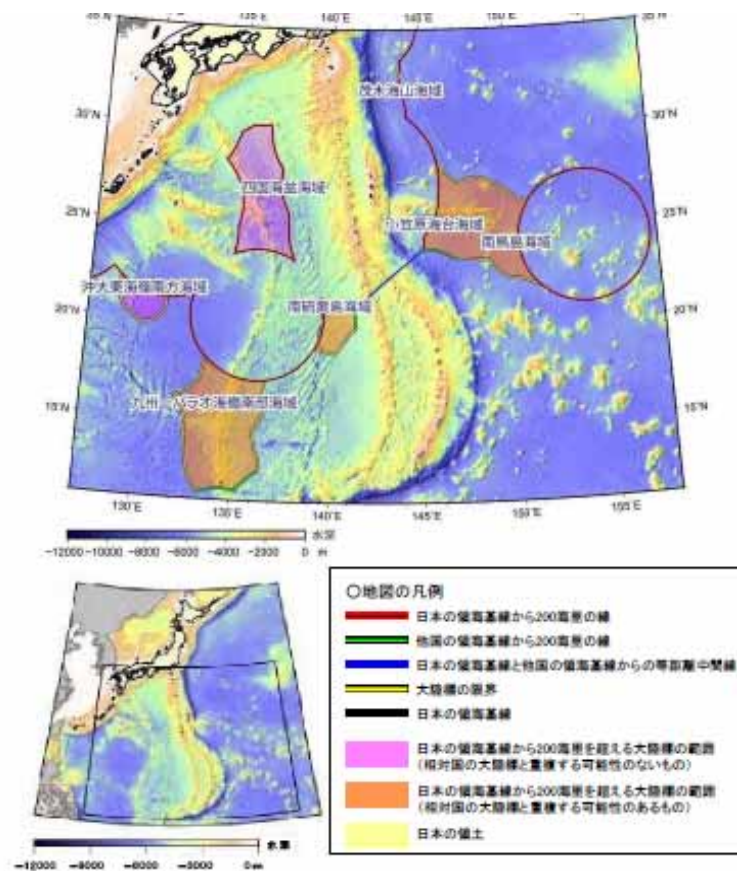 140°E
145°E
150°E
35°N
茂木海山海域
30°N
30°N
四国海盆海域
25°N
小笠原海台海域
南鳥島海域
25°N
沖大東海嶺南方海域
20°N
南硫黄島海域
20°N
15°N
九州・パラオ海嶺南部海域
15°N
130°E
135°E
140°E
145°E
150°E
155°E
水深
-12000 -10000 -8000 -6000 -4000 -2000 0 m
○地図の凡例
日本の領海基線から200海里の線
他国の領海基線から200海里の線
日本の領海基線と他国の領海基線からの等距離中間線
大陸棚の限界
日本の領海基線
日本の領海基線から200海里を超える大陸棚の範囲
(相対国の大陸棚と重複する可能性のないもの)
日本の領海基線から200海里を超える大陸棚の範囲
(相対国の大陸棚と重複する可能性のあるもの)
日本の領土
水深
-12000 -9000 -6000 -3000 0m